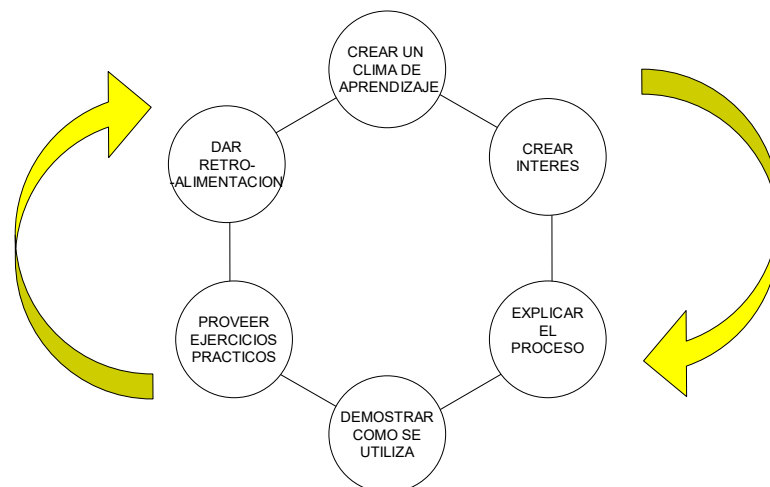 CREAR UN
CLIMA DE
APRENDIZAJE
CREAR
INTERES
EXPLICAR
EL
PROCESO
DEMOSTRAR
COMO SE
UTILIZA
PROVEER
EJERCICIOS
PRACTICOS
DAR
RETRO-
-ALIMENTACION